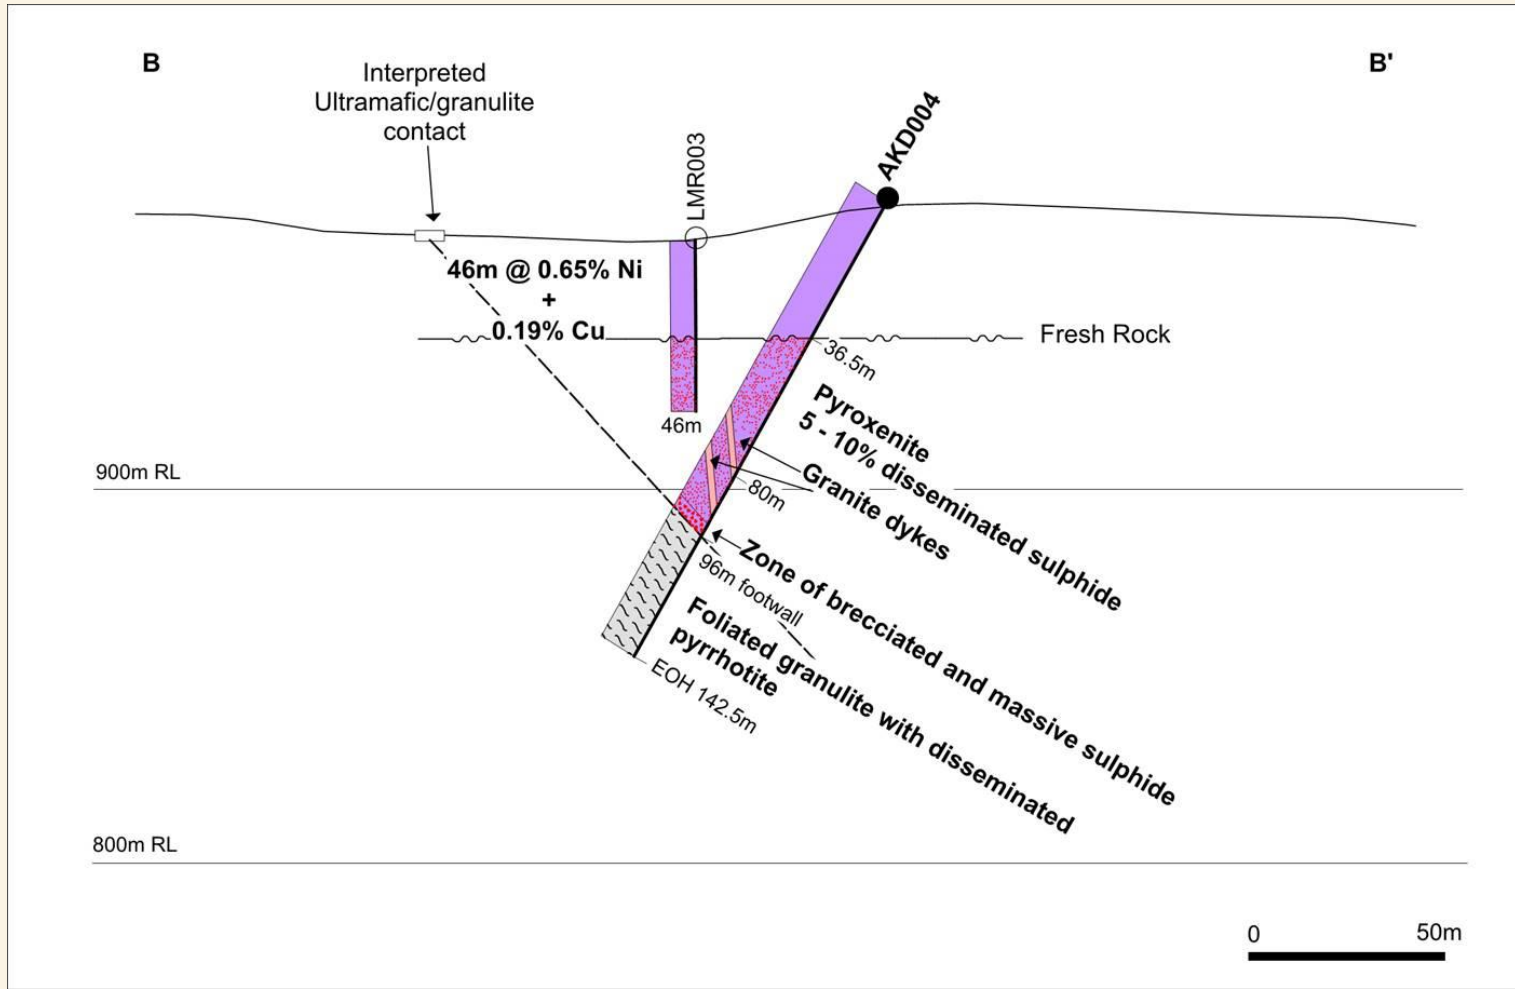 B
B'
Interpreted
Ultramafic/granulite
contact
LMR003
AKD004
46m @ 0.65% Ni
+
0.19% Cu
Fresh Rock
36.5m
46m
Pyroxenite
5 - 10% disseminated sulphide
900m RL
80m
Granite dykes
Zone of brecciated and massive sulphide
96m footwall
Foliated granulite with disseminated
pyrrhotite
EOH 142.5m
800m RL
0
50m